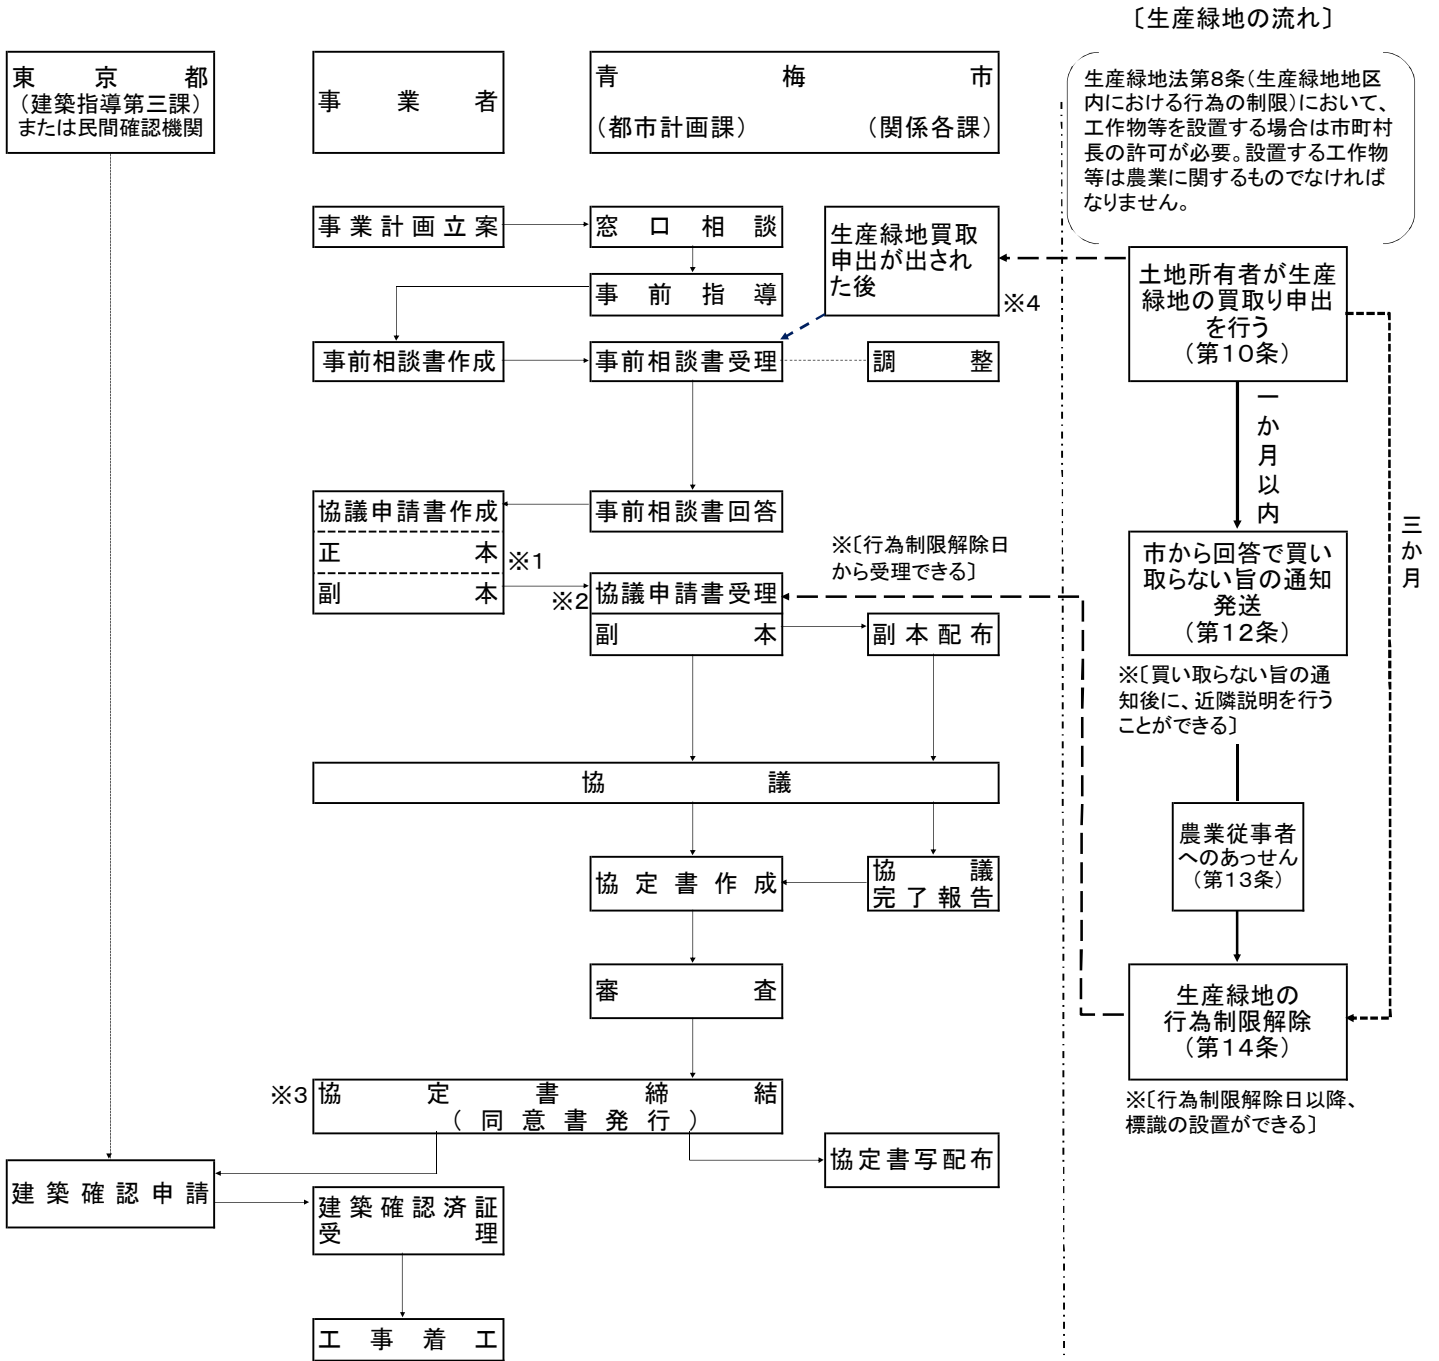 〔生産緑地の流れ〕
東京都
（建築指導第三課）
または民間確認機関
事業者
青梅市
（都市計画課）（関係各課）
生産緑地法第8条（生産緑地地区
内における行為の制限）において、
工作物等を設置する場合は市町村
長の許可が必要。設置する工作物
等は農業に関するものでなければ
なりません。
事業計画立案
窓口相談
生産緑地買取
申出が出され
た後
※4
事前指導
事前相談書作成
事前相談書受理
調整
土地所有者が生産
緑地の買取り申出
を行う
（第10条）
一か月以内
三か月
協議申請書作成
正本
副本
※1
事前相談書回答
※〔行為制限解除日
から受理できる〕
※2
協議申請書受理
副本
副本配布
市から回答で買い
取らない旨の通知
発送
（第12条）
※〔買い取らない旨の通
知後に、近隣説明を行う
ことができる〕
協議
農業従事者
へのあっせん
（第13条）
協定書作成
協議
完了報告
審査
生産緑地の
行為制限解除
（第14条）
※〔行為制限解除日以降、
標識の設置ができる〕
※3
協定書締結
（同意書発行）
協定書写配布
建築確認申請
建築確認済証
受理
工事着工